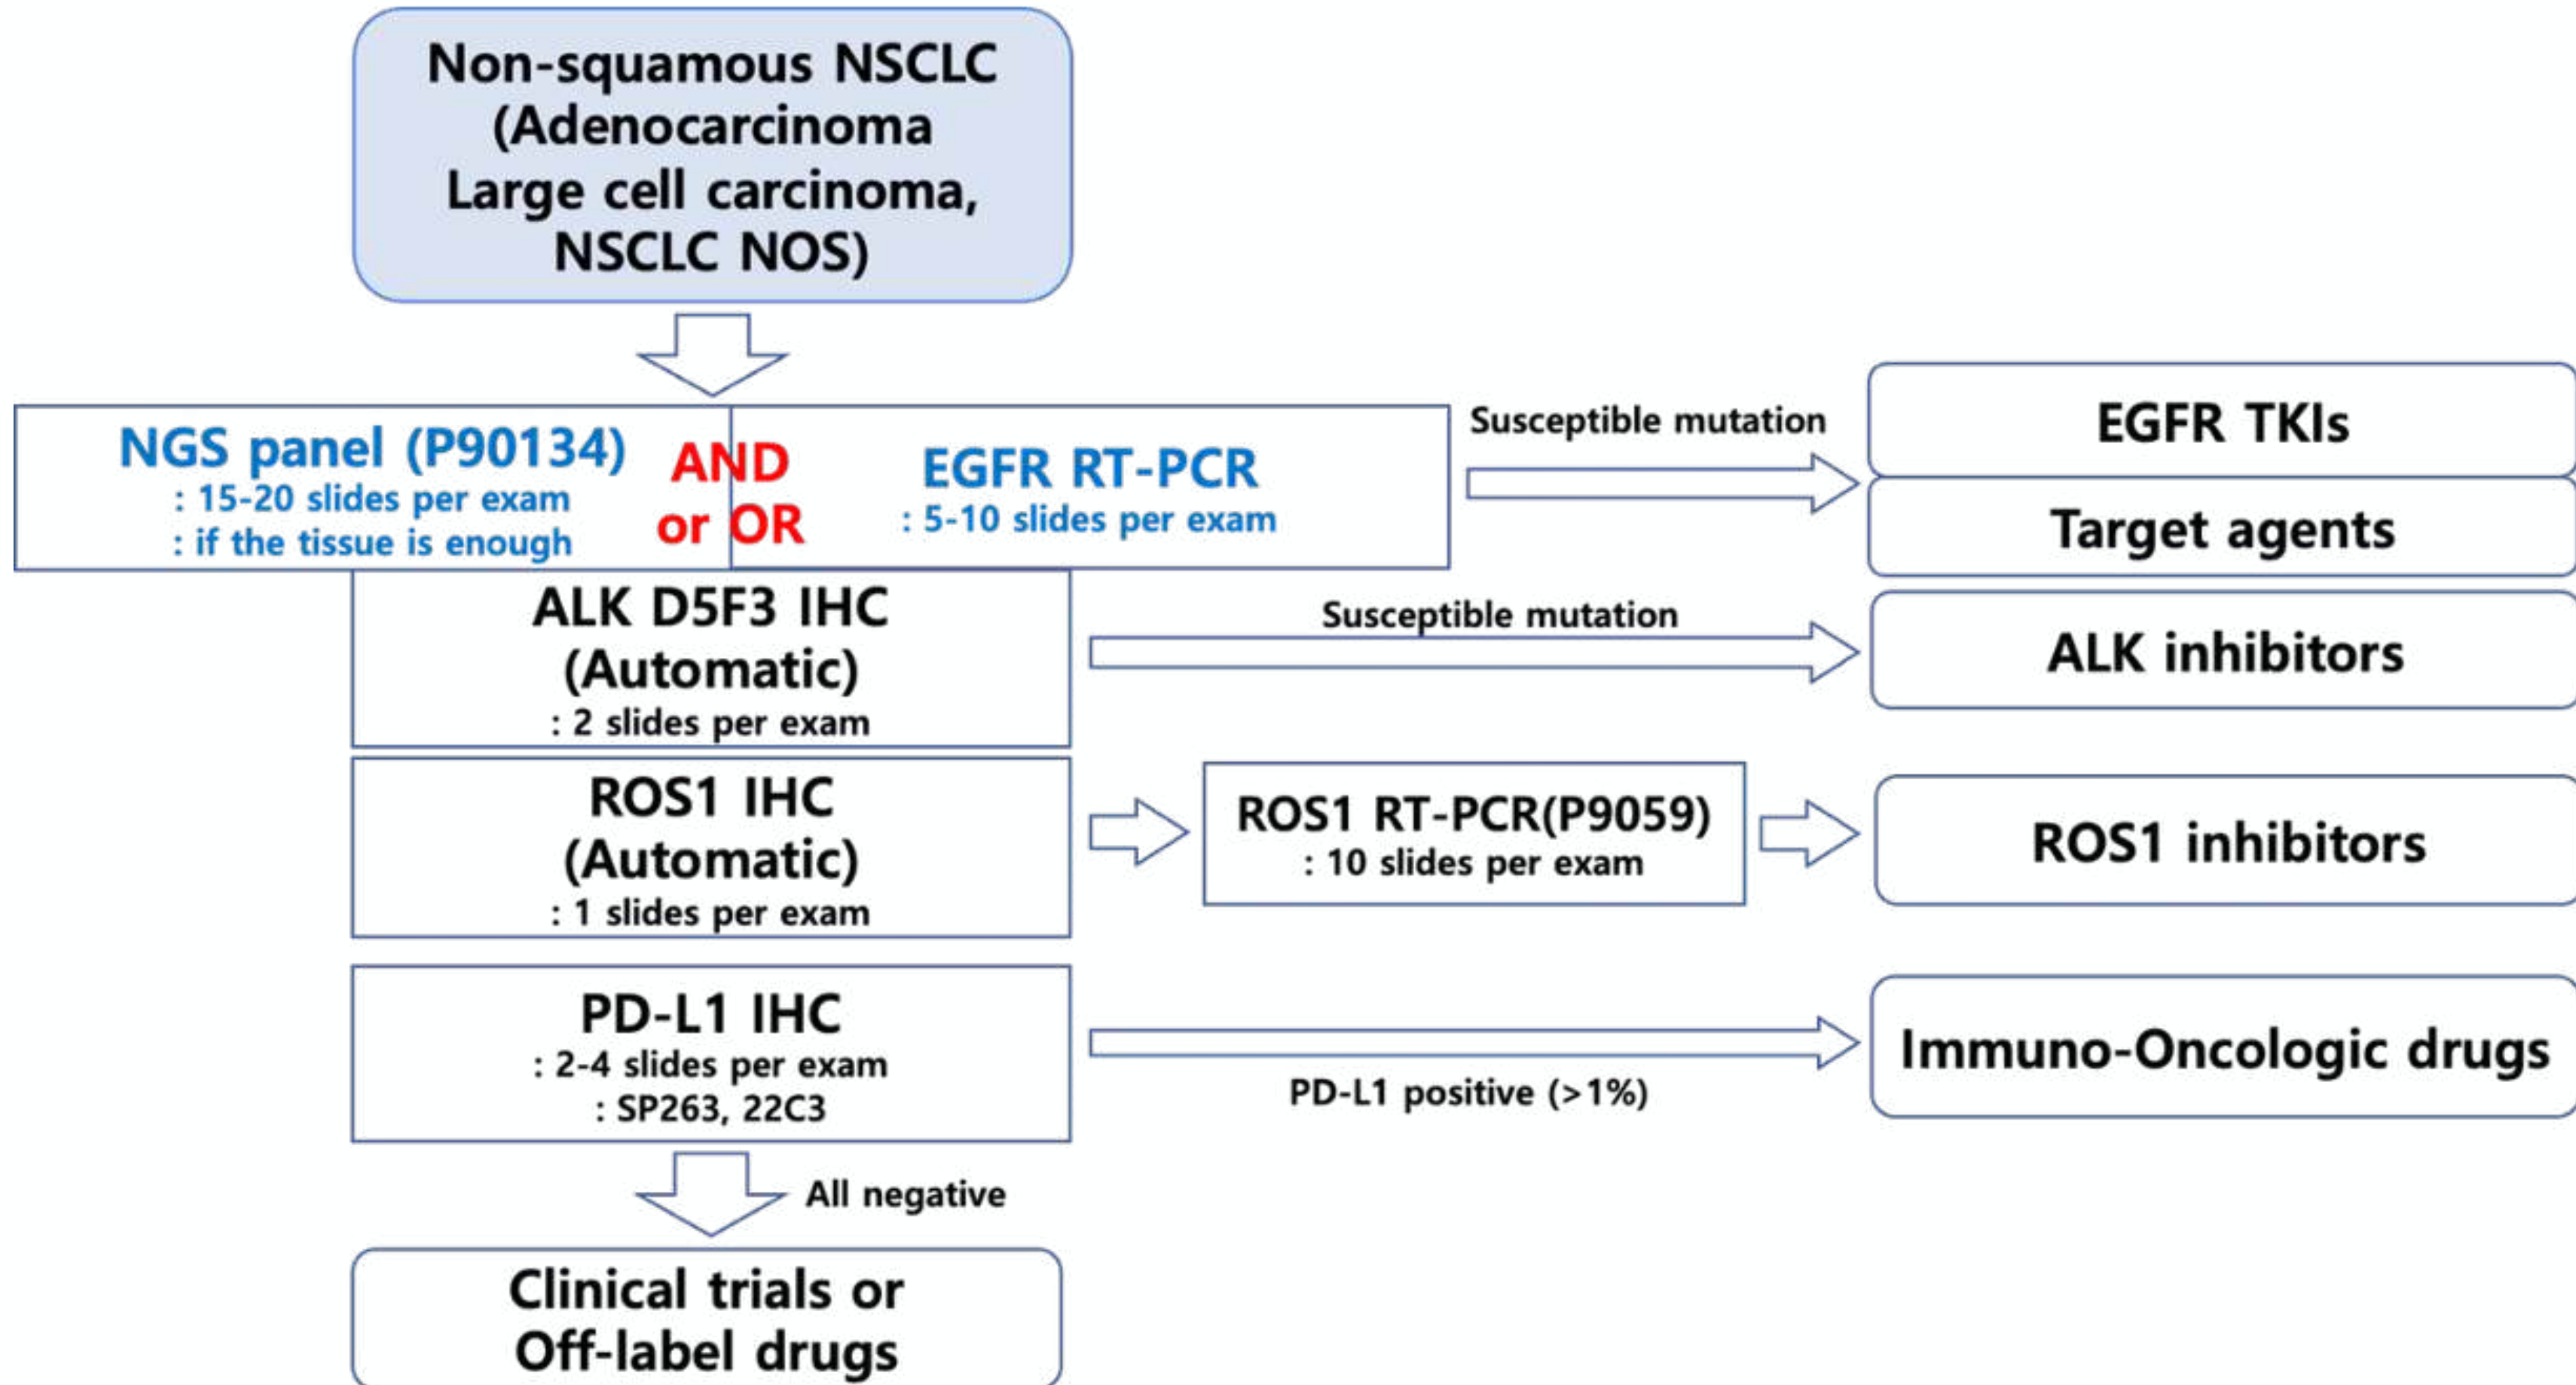 Non-squamous NSCLC
(Adenocarcinoma
Large cell carcinoma,
NSCLC NOS)
NGS panel (P90134)
: 15-20 slides per exam
: if the tissue is enough
AND
or OR
EGFR RT-PCR
: 5-10 slides per exam
Susceptible mutation
EGFR TKIs
Target agents
ALK D5F3 IHC
(Automatic)
: 2 slides per exam
Susceptible mutation
ALK inhibitors
ROS1 IHC
(Automatic)
: 1 slides per exam
ROS1 RT-PCR(P9059)
: 10 slides per exam
ROS1 inhibitors
PD-L1 IHC
: 2-4 slides per exam
: SP263, 22C3
PD-L1 positive (>1%)
Immuno-Oncologic drugs
All negative
Clinical trials or
Off-label drugs